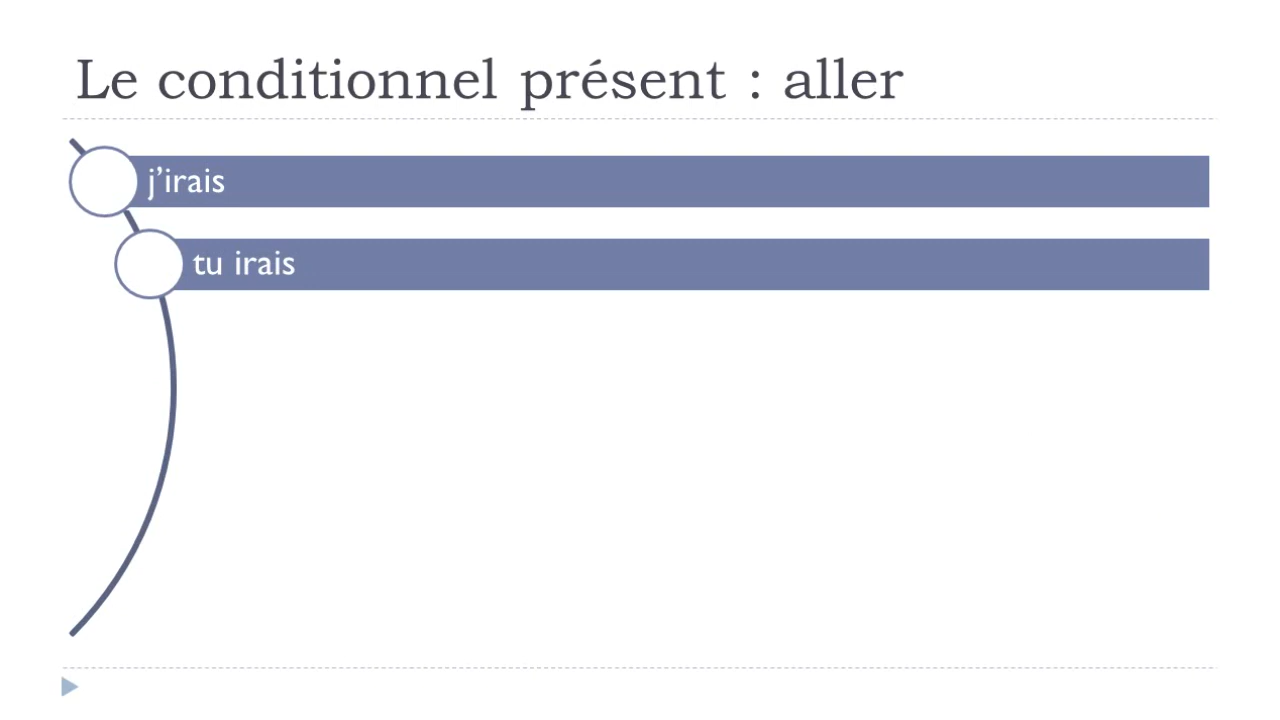 Le conditionnel présent : aller
j’irais
tu irais